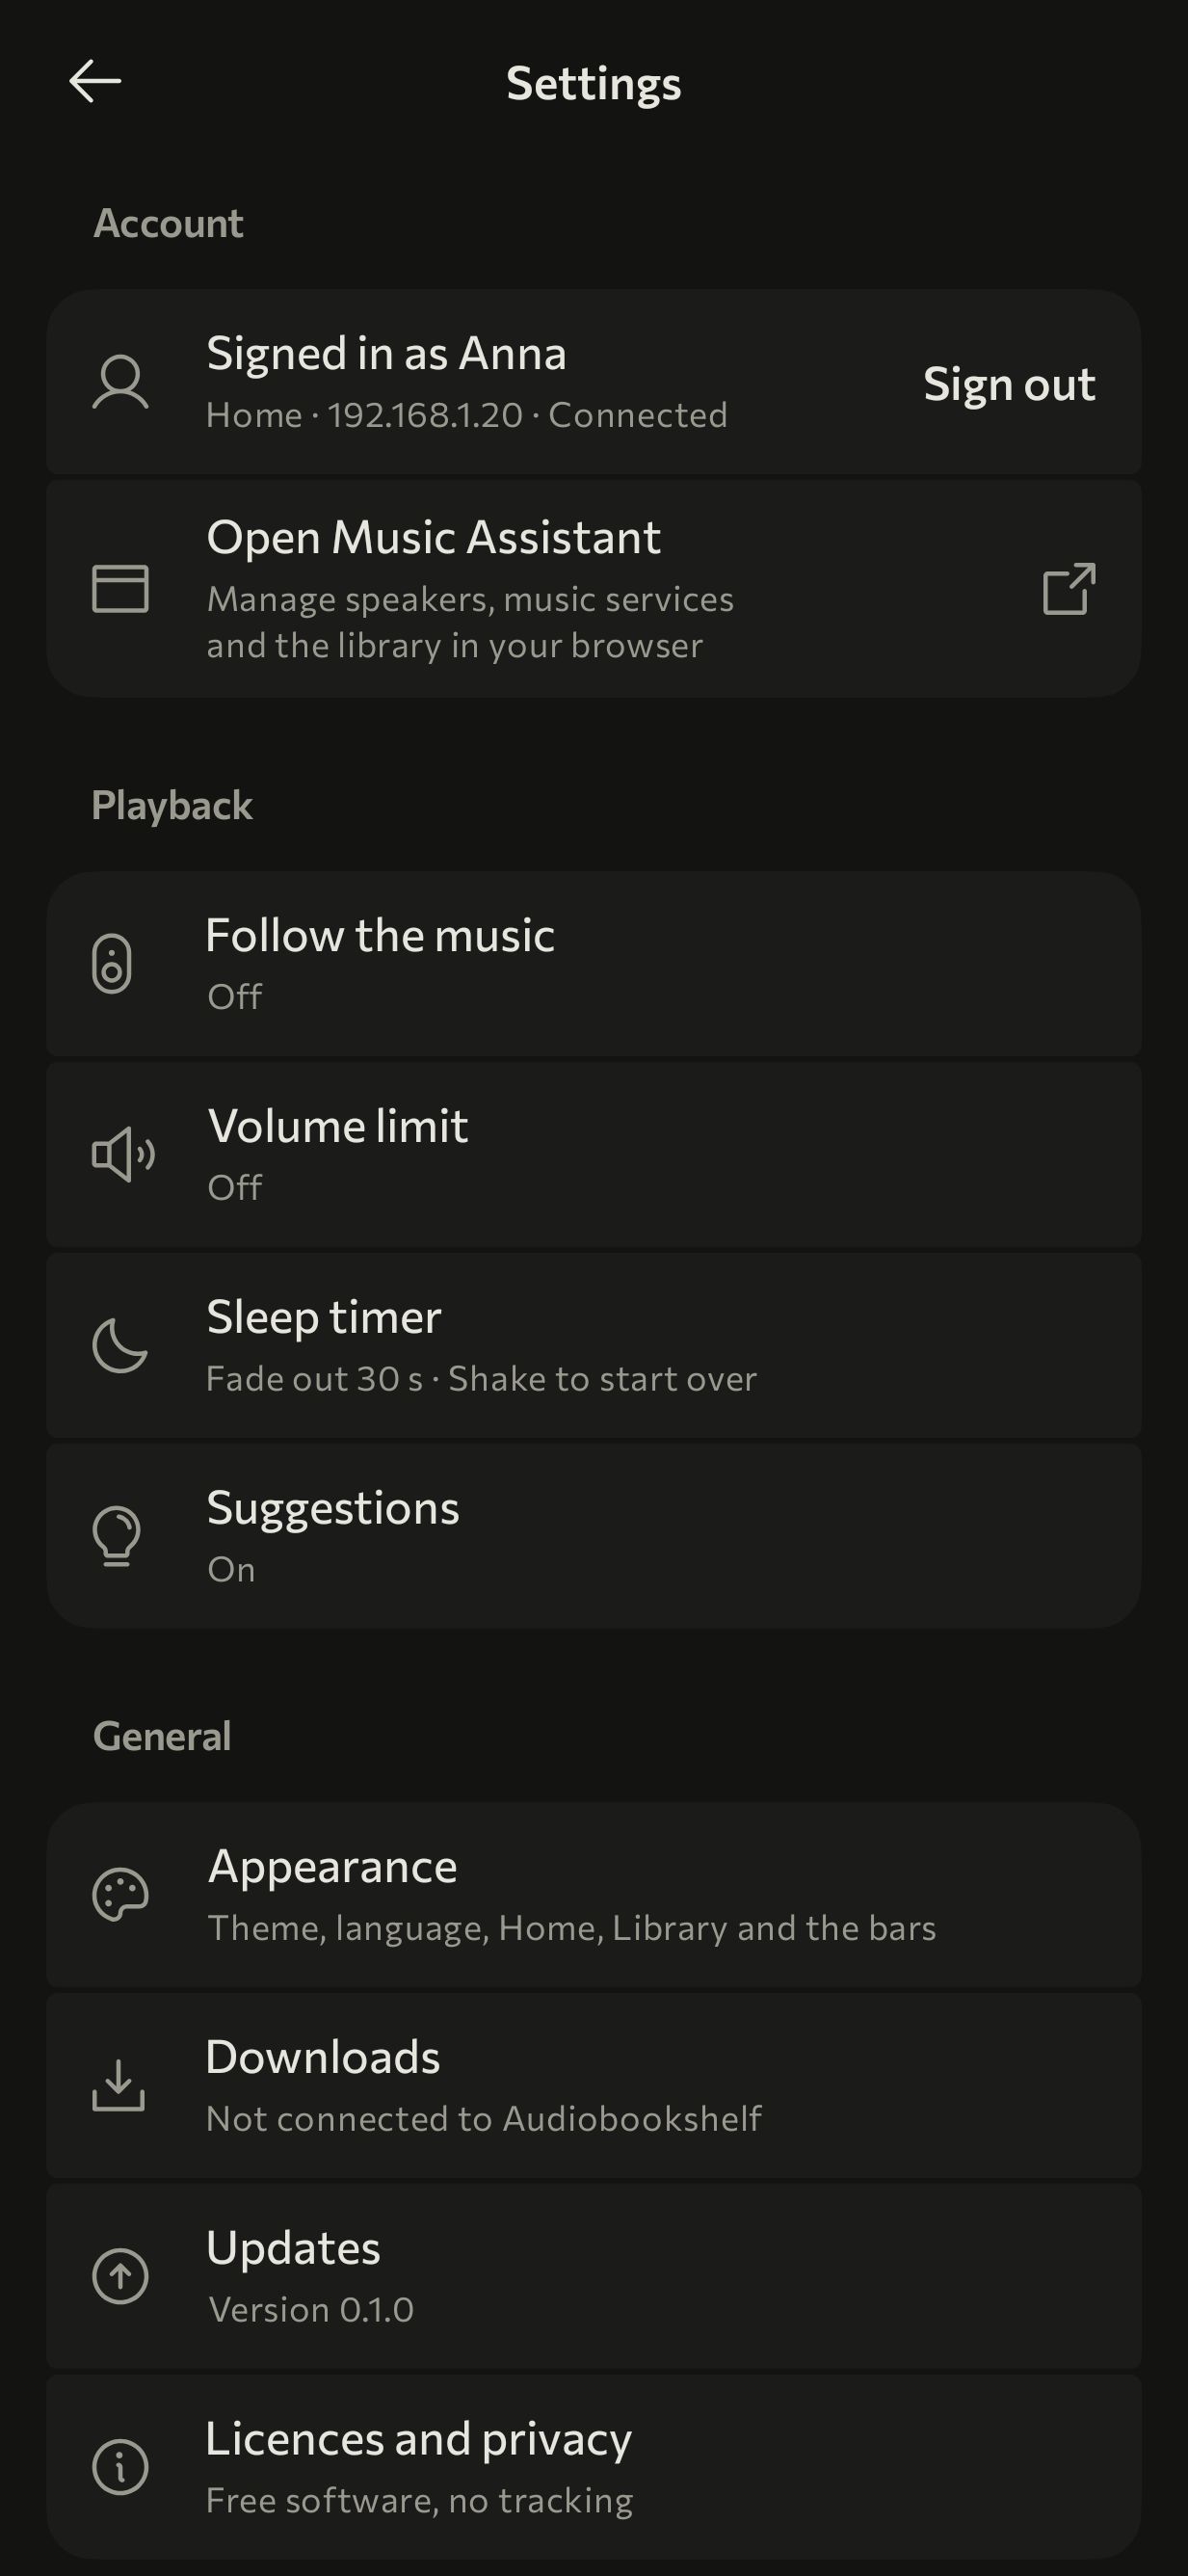 Settings
Account
Signed in as Anna
Home · 192.168.1.20 · Connected
Sign out
Open Music Assistant
Manage speakers, music services
and the library in your browser
Playback
Follow the music
Off
Volume limit
Off
Sleep timer
Fade out 30 s · Shake to start over
Suggestions
On
General
Appearance
Theme, language, Home, Library and the bars
Downloads
Not connected to Audiobookshelf
Updates
Version 0.1.0
Licences and privacy
Free software, no tracking